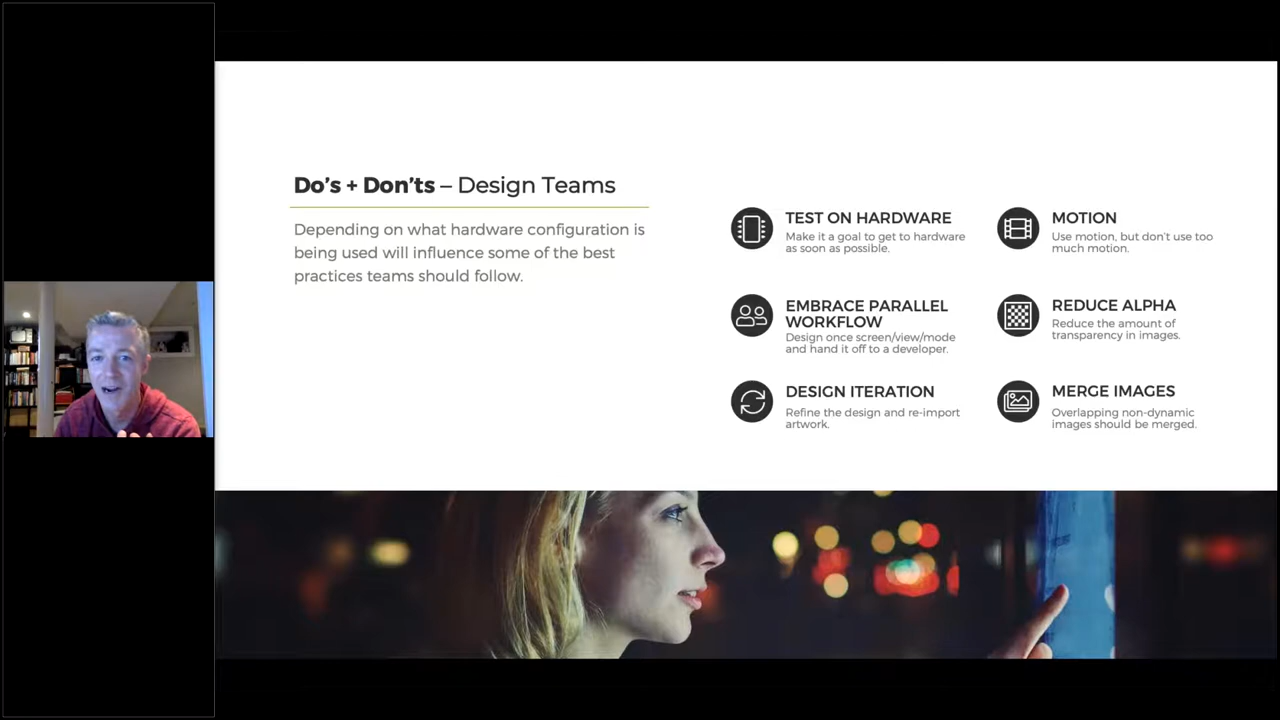 Do's + Don'ts – Design Teams
Depending on what hardware configuration is
being used will influence some of the best
practices teams should follow.
TEST ON HARDWARE
Make it a goal to get to hardware
as soon as possible.
EMBRACE PARALLEL
WORKFLOW
Design once screen/view/mode
and hand it off to a developer.
DESIGN ITERATION
Refine the design and re-import
artwork.
MOTION
Use motion, but don't use too
much motion.
REDUCE ALPHA
Reduce the amount of
transparency in images.
MERGE IMAGES
Overlapping non-dynamic
images should be merged.